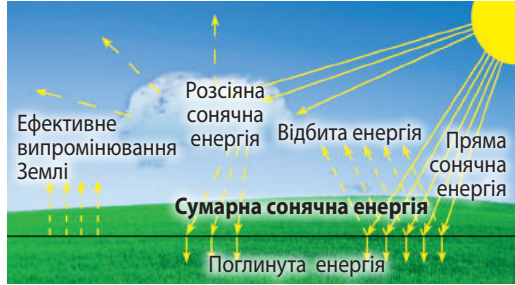 Розсіяна
сонячна
енергія
Ефективне
випромінювання
Землі
Відбита енергія
Пряма
сонячна
енергія
Сумарна сонячна енергія
Поглинута енергія